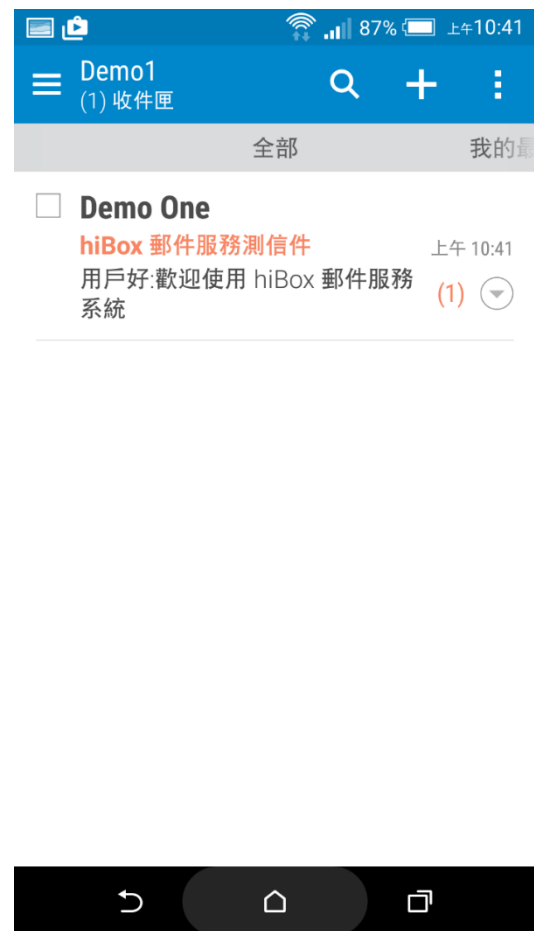 87% 上午10:41
Demo1
(1) 收件匣
全部 我的最
Demo One
hiBox 郵件服務測信件
上午 10:41
用戶好:歡迎使用 hiBox 郵件服務
系統
(1)